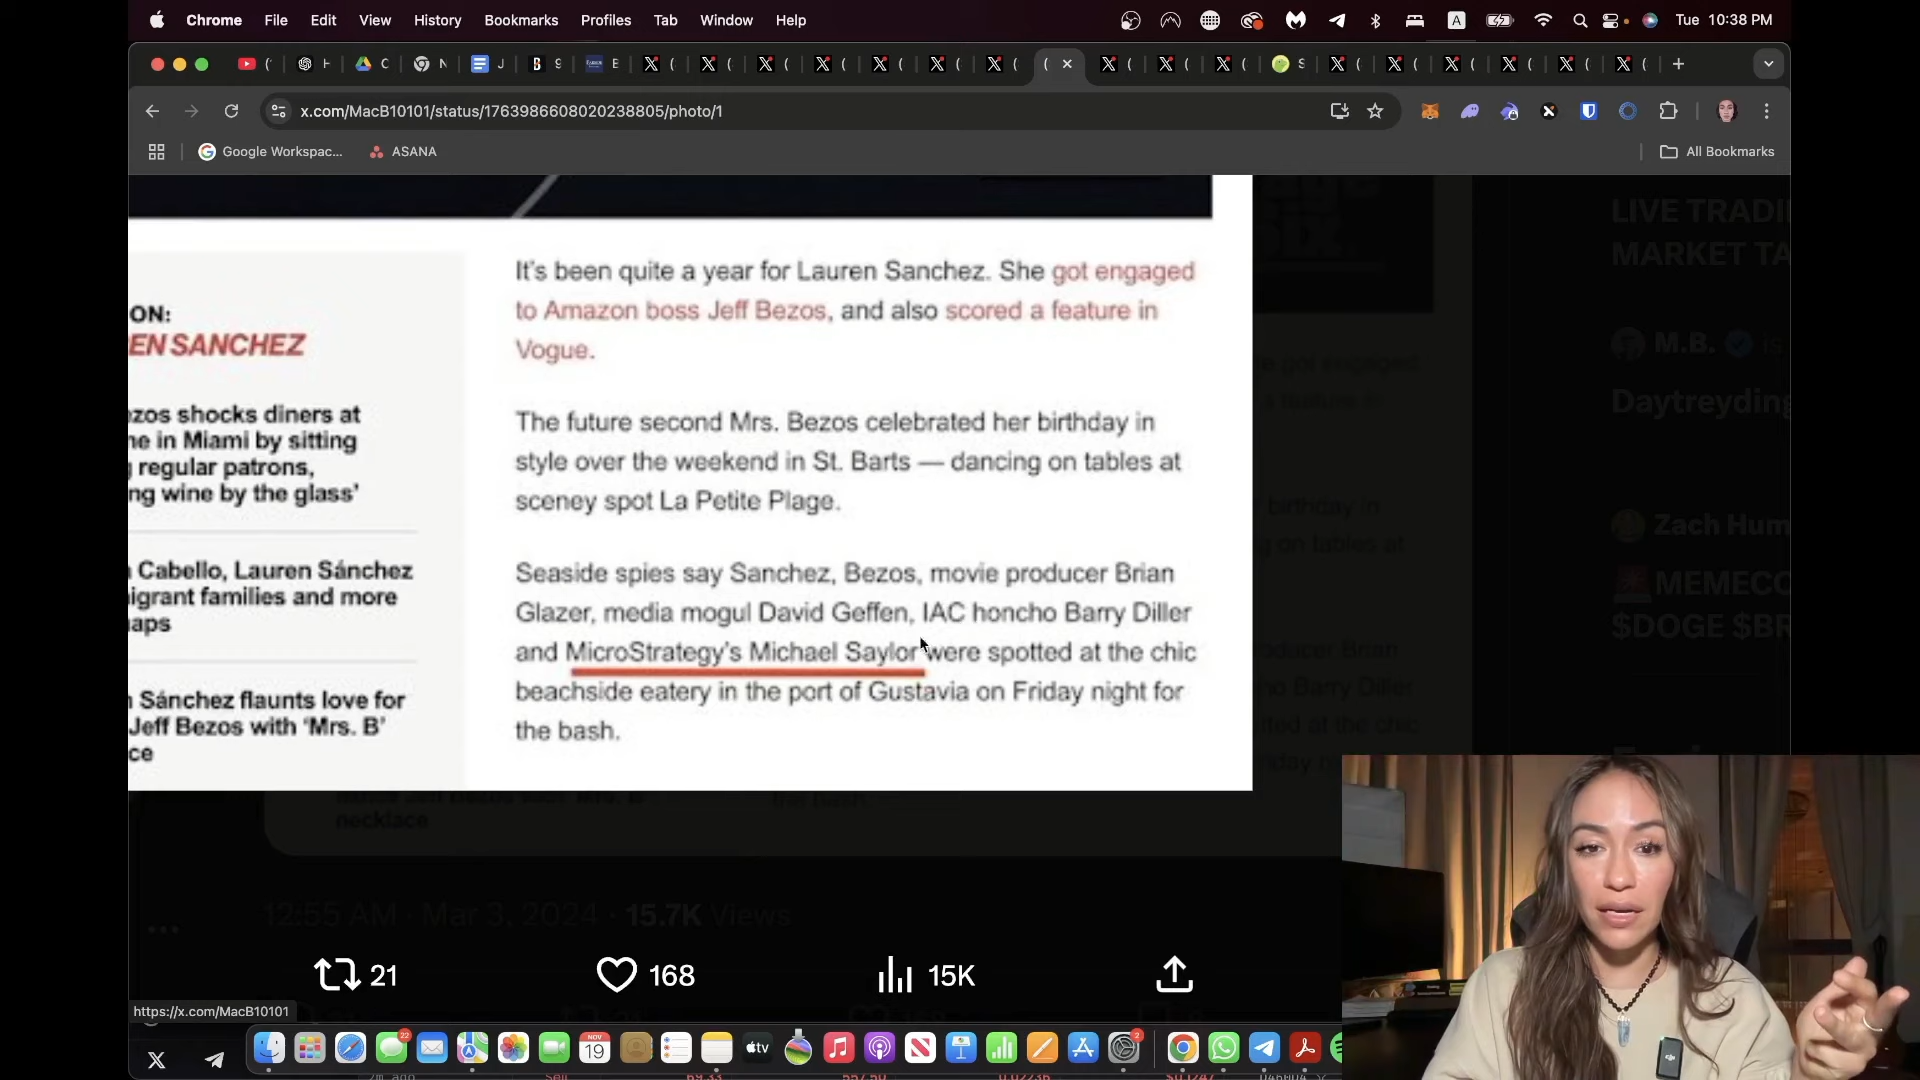 Chrome File Edit View History Bookmarks Profiles Tab Window Help
A
Tue 10:38 PM
x.com/MacB10101/status/1763986608020238805/photo/1
Google Workspac...
ASANA
All Bookmarks
LIVE TRADI
MARKET TA
M.B.
Daytreyding
Zach Hum
MEMECO
$DOGE $BR
ON:
EN SANCHEZ
zos shocks diners at
ne in Miami by sitting
regular patrons,
ng wine by the glass'
Cabello, Lauren Sánchez
igrant families and more
naps
Sánchez flaunts love for
Jeff Bezos with 'Mrs. B'
ce
It's been quite a year for Lauren Sanchez. She got engaged
to Amazon boss Jeff Bezos, and also scored a feature in
Vogue.
The future second Mrs. Bezos celebrated her birthday in
style over the weekend in St. Barts — dancing on tables at
sceney spot La Petite Plage.
Seaside spies say Sanchez, Bezos, movie producer Brian
Glazer, media mogul David Geffen, IAC honcho Barry Diller
and MicroStrategy's Michael Saylor were spotted at the chic
beachside eatery in the port of Gustavia on Friday night for
the bash.
necklace
12:55 AM · Mar 3, 2024 · 15.7K Views
21
168
15K
https://x.com/MacB10101
22
NOV
19
tv
2